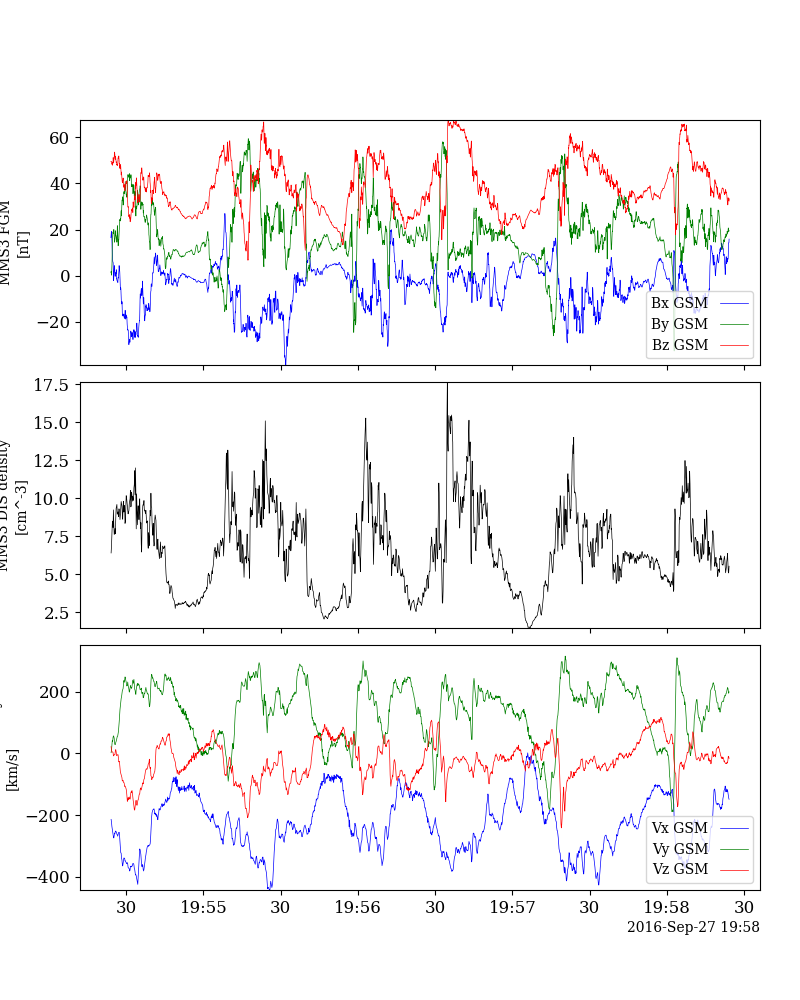 60
40
20
0
−20
MMS3 FGM
[nT]
Bx GSM
By GSM
Bz GSM
17.5
15.0
12.5
10.0
7.5
5.0
2.5
MMS3 DIS density
[cm^-3]
200
0
−200
−400
[km/s]
Vx GSM
Vy GSM
Vz GSM
30 19:55 30 19:56 30 19:57 30 19:58 30
2016-Sep-27 19:58